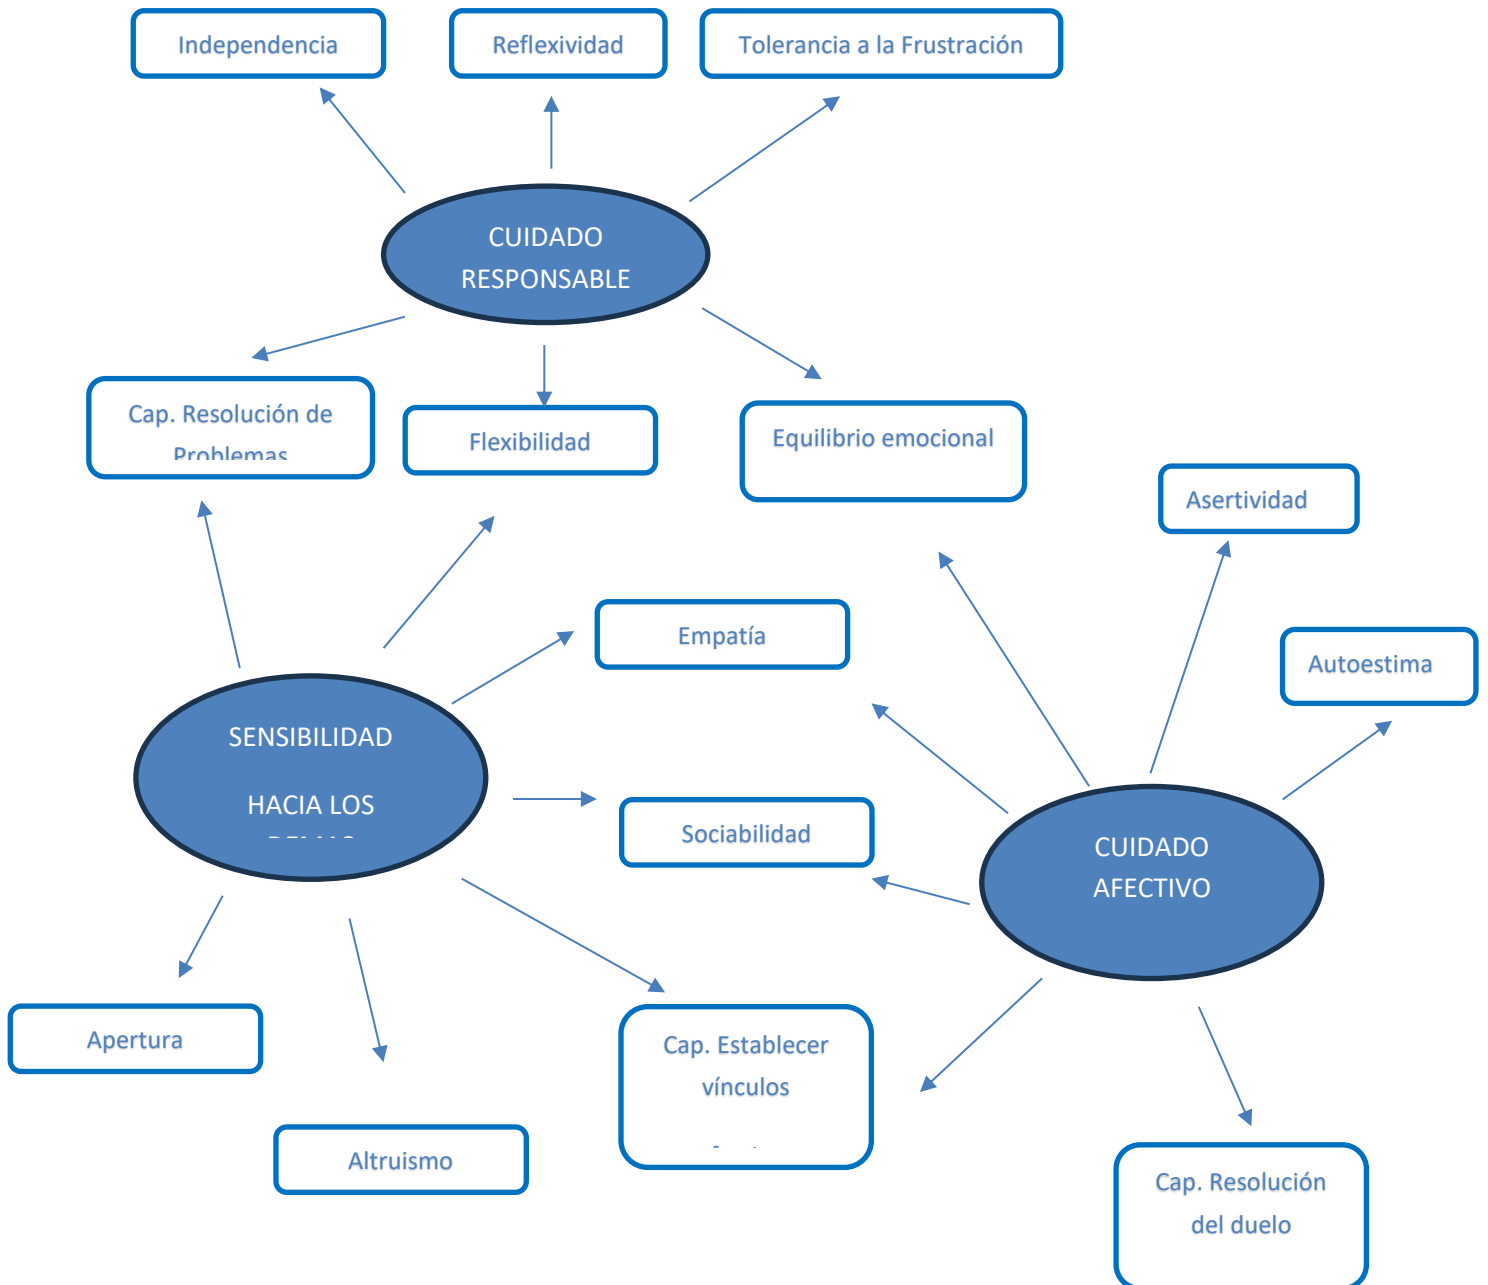 Independencia
Reflexividad
Tolerancia a la Frustración
CUIDADO
RESPONSABLE
Cap. Resolución de
Problemas
Flexibilidad
Equilibrio emocional
Asertividad
Empatía
Autoestima
SENSIBILIDAD
HACIA LOS
Sociabilidad
CUIDADO
AFECTIVO
Apertura
Cap. Establecer
vínculos
Altruismo
Cap. Resolución
del duelo